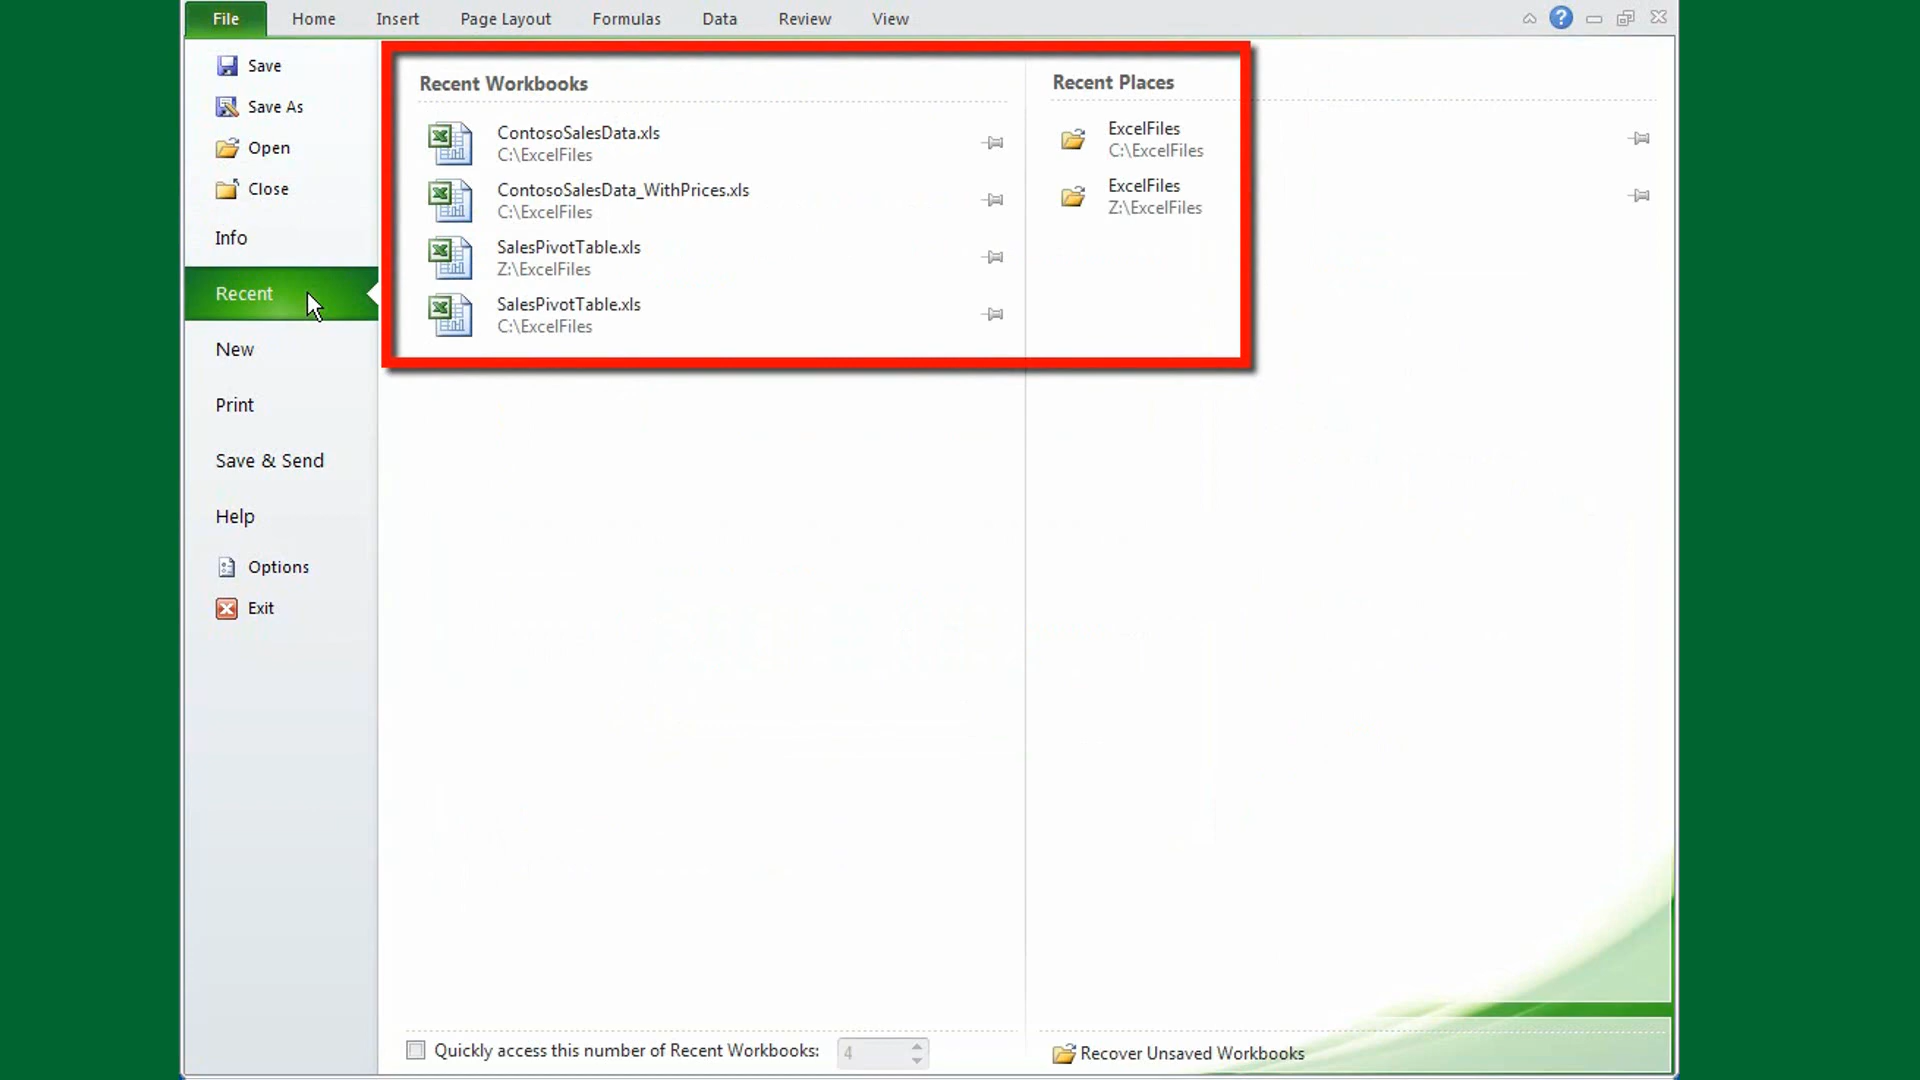 File Home Insert Page Layout Formulas Data Review View
Save
Save As
Open
Close
Info
Recent
New
Print
Save & Send
Help
Options
Exit
Recent Workbooks
ContosoSalesData.xls
C:\ExcelFiles
ContosoSalesData_WithPrices.xls
C:\ExcelFiles
SalesPivotTable.xls
Z:\ExcelFiles
SalesPivotTable.xls
C:\ExcelFiles
Recent Places
ExcelFiles
C:\ExcelFiles
ExcelFiles
Z:\ExcelFiles
Quickly access this number of Recent Workbooks: 4
Recover Unsaved Workbooks